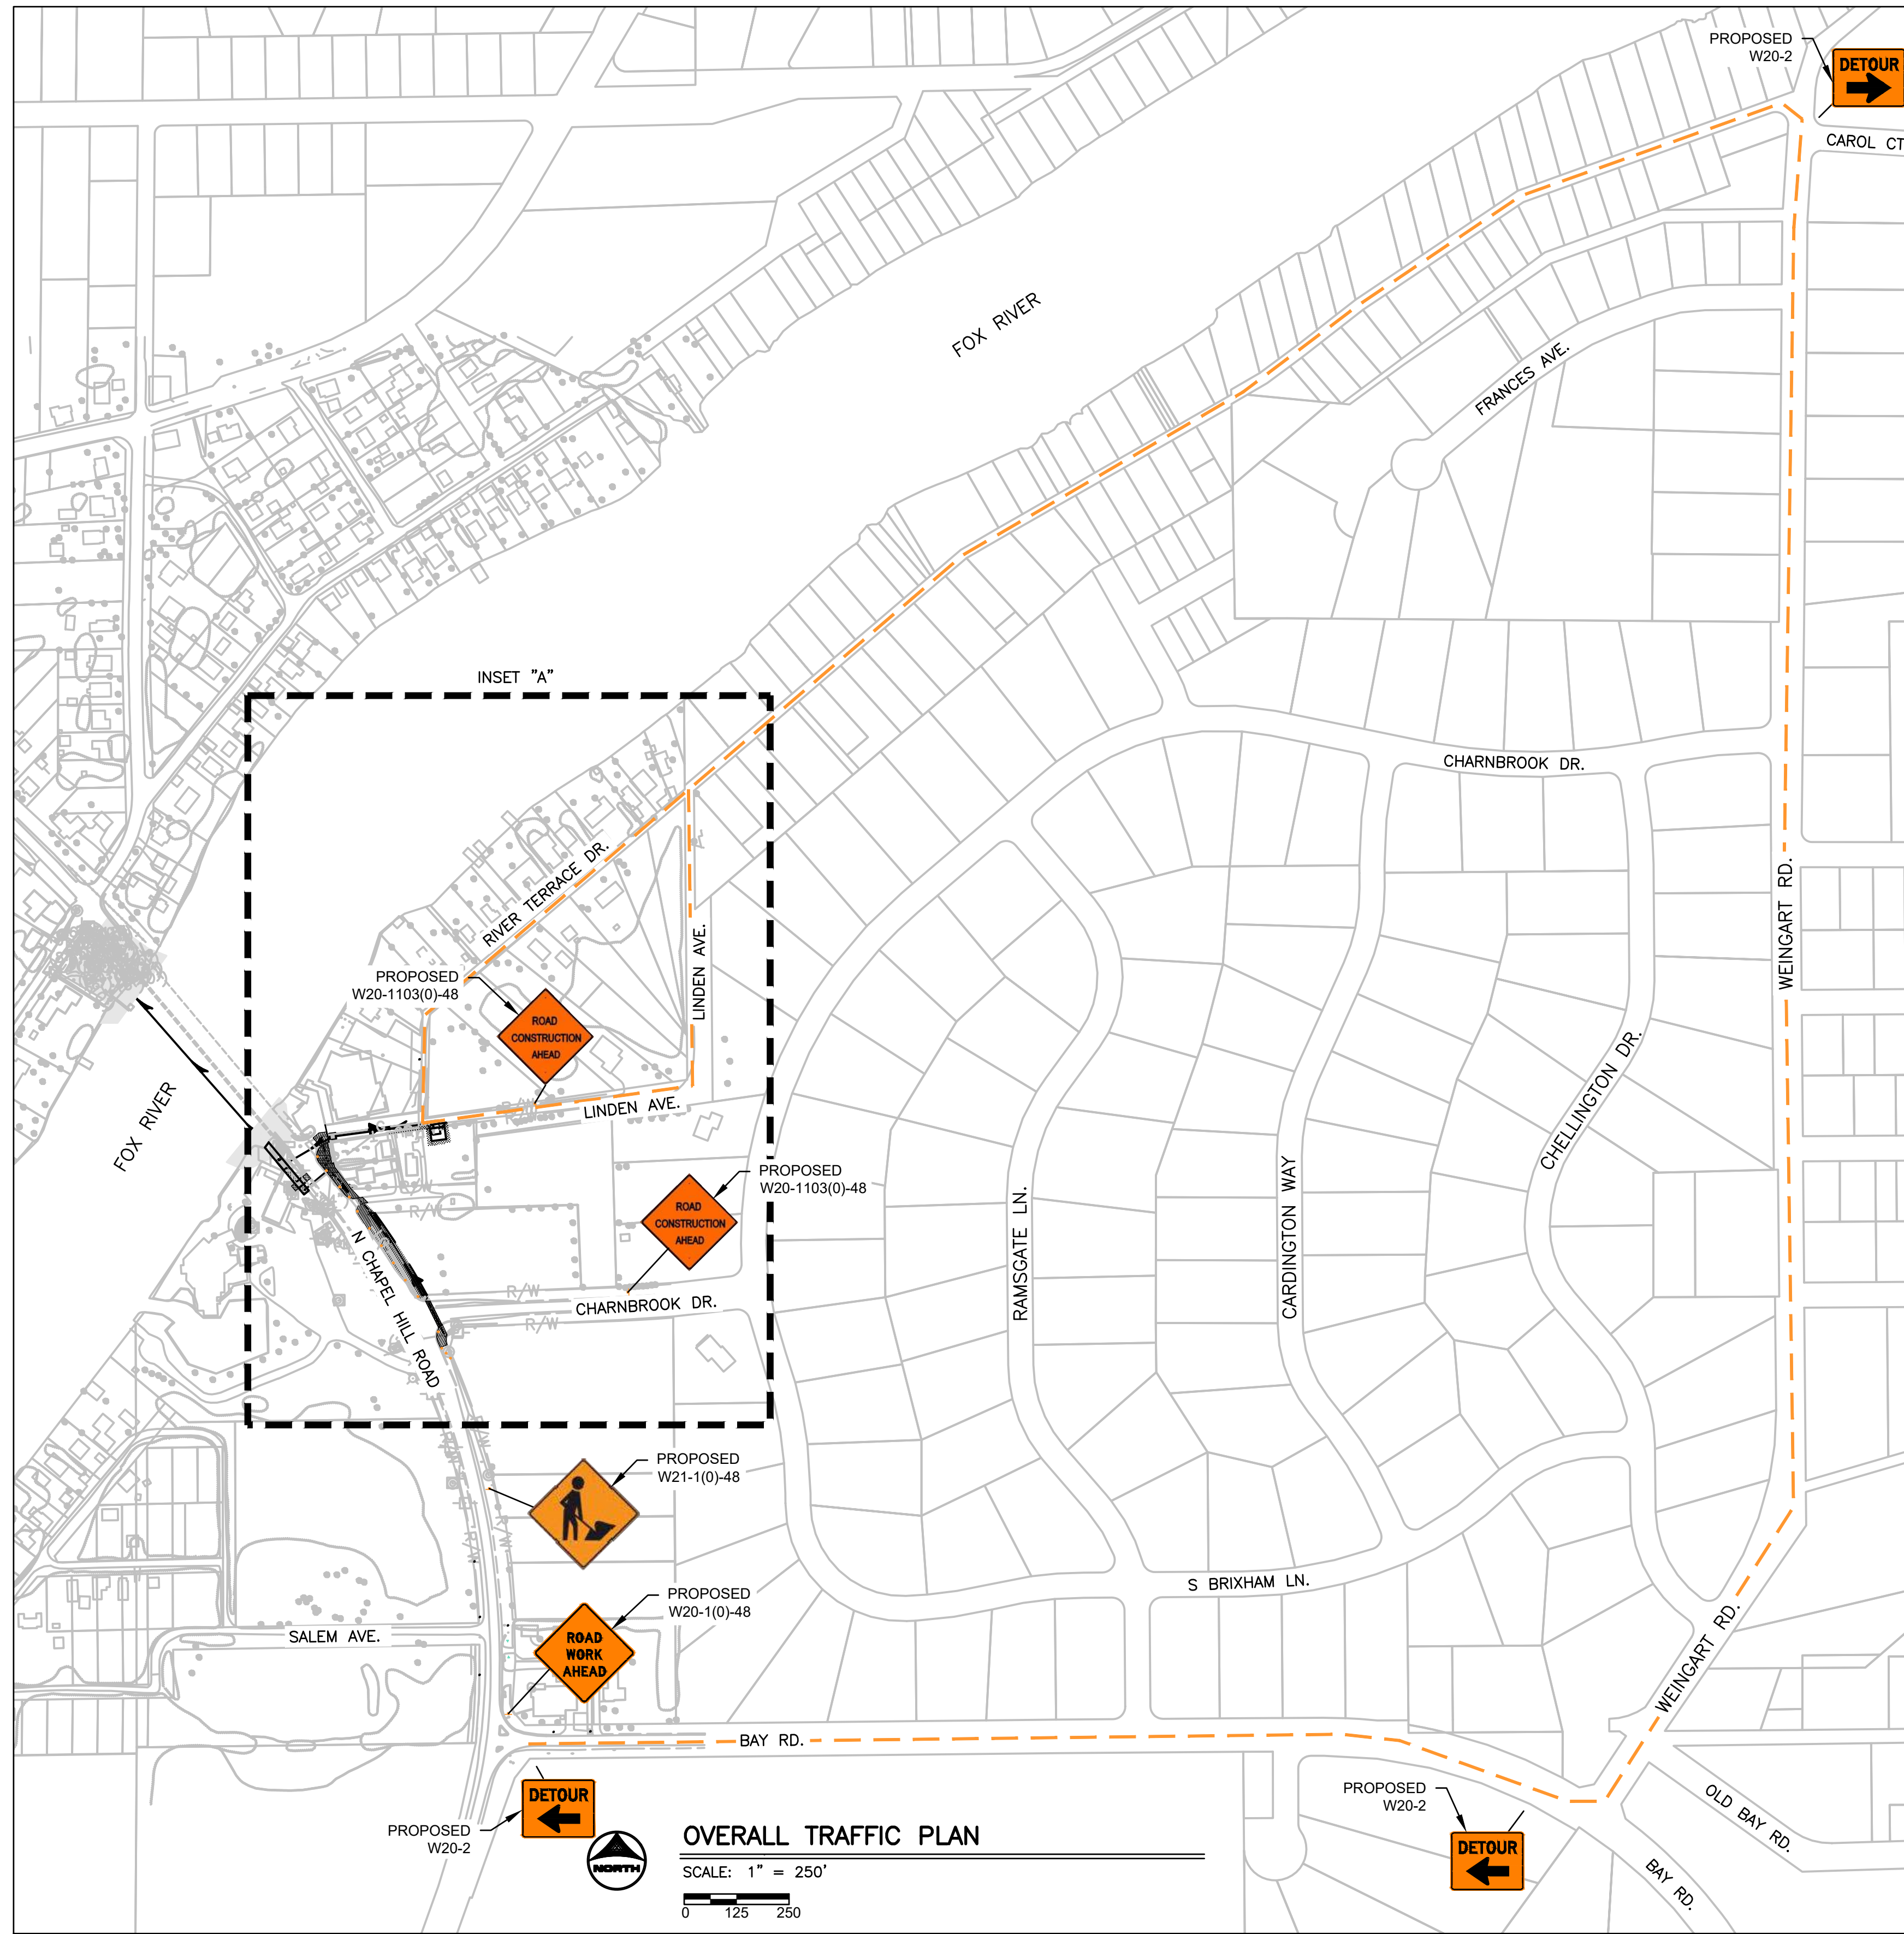 PROPOSED
W20-2
DETOUR
CAROL CT
FOX RIVER
FRANCES AVE.
INSET "A"
CHARNBROOK DR.
RIVER TERRACE DR.
WEINGART RD.
LINDEN AVE.
PROPOSED
W20-1103(0)-48
ROAD
CONSTRUCTION
AHEAD
R/W
LINDEN AVE.
FOX RIVER
CHELLINGTON DR.
PROPOSED
W20-1103(0)-48
ROAD
CONSTRUCTION
AHEAD
R/W
R/W
RAMSGATE LN.
CARDINGTON WAY
N CHAPEL HILL ROAD
R/W
CHARNBROOK DR.
R/W
R/W
R/W
PROPOSED
W21-1(0)-48
R/W
R/W
S BRIXHAM LN.
PROPOSED
W20-1(0)-48
SALEM AVE.
ROAD
WORK
AHEAD
WEINGART RD.
BAY RD.
DETOUR
PROPOSED
W20-2
PROPOSED
W20-2
DETOUR
OLD BAY RD.
BAY RD.
NORTH
OVERALL TRAFFIC PLAN
SCALE: 1" = 250'
0 125 250